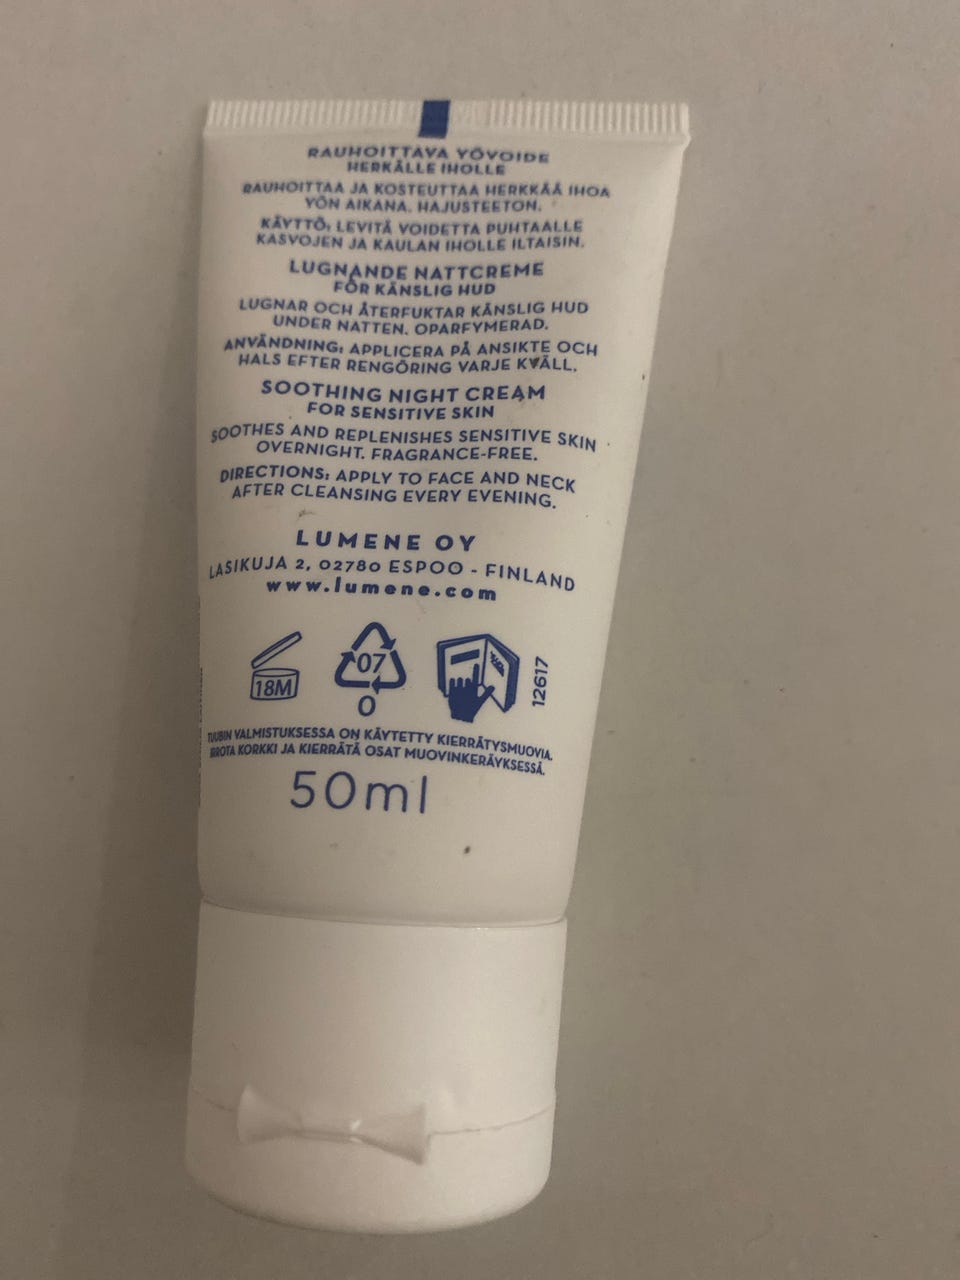 RAUHOITTAVA YÖVOIDE
HERKÄLLE IHOLLE
RAUHOITTAA JA KOSTEUTTAA HERKKÄÄ IHOA
YÖN AIKANA. HAJUSTEETON.
KÄYTTÖ: LEVITÄ VOIDETTA PUHTAALLE
KASVOJEN JA KAULAN IHOLLE ILTAISIN.
LUGNANDE NATTCREME
FÖR KÄNSLIG HUD
LUGNAR OCH ÅTERFUKTAR KÄNSLIG HUD
UNDER NATTEN. OPARFYMERAD.
ANVÄNDNING: APPLICERA PÅ ANSIKTE OCH
HALS EFTER RENGÖRING VARJE KVÄLL.
SOOTHING NIGHT CREAM
FOR SENSITIVE SKIN
SOOTHES AND REPLENISHES SENSITIVE SKIN
OVERNIGHT. FRAGRANCE-FREE.
DIRECTIONS: APPLY TO FACE AND NECK
AFTER CLEANSING EVERY EVENING.
LUMENE OY
LASIKUJA 2, 02780 ESPOO - FINLAND
www.lumene.com
18M
07
O
12617
TUUBIN VALMISTUKSESSA ON KÄYTETTY KIERRÄTYSMUOVIA.
IRROTA KORKKI JA KIERRÄTÄ OSAT MUOVINKERÄYKSESSÄ.
50ml